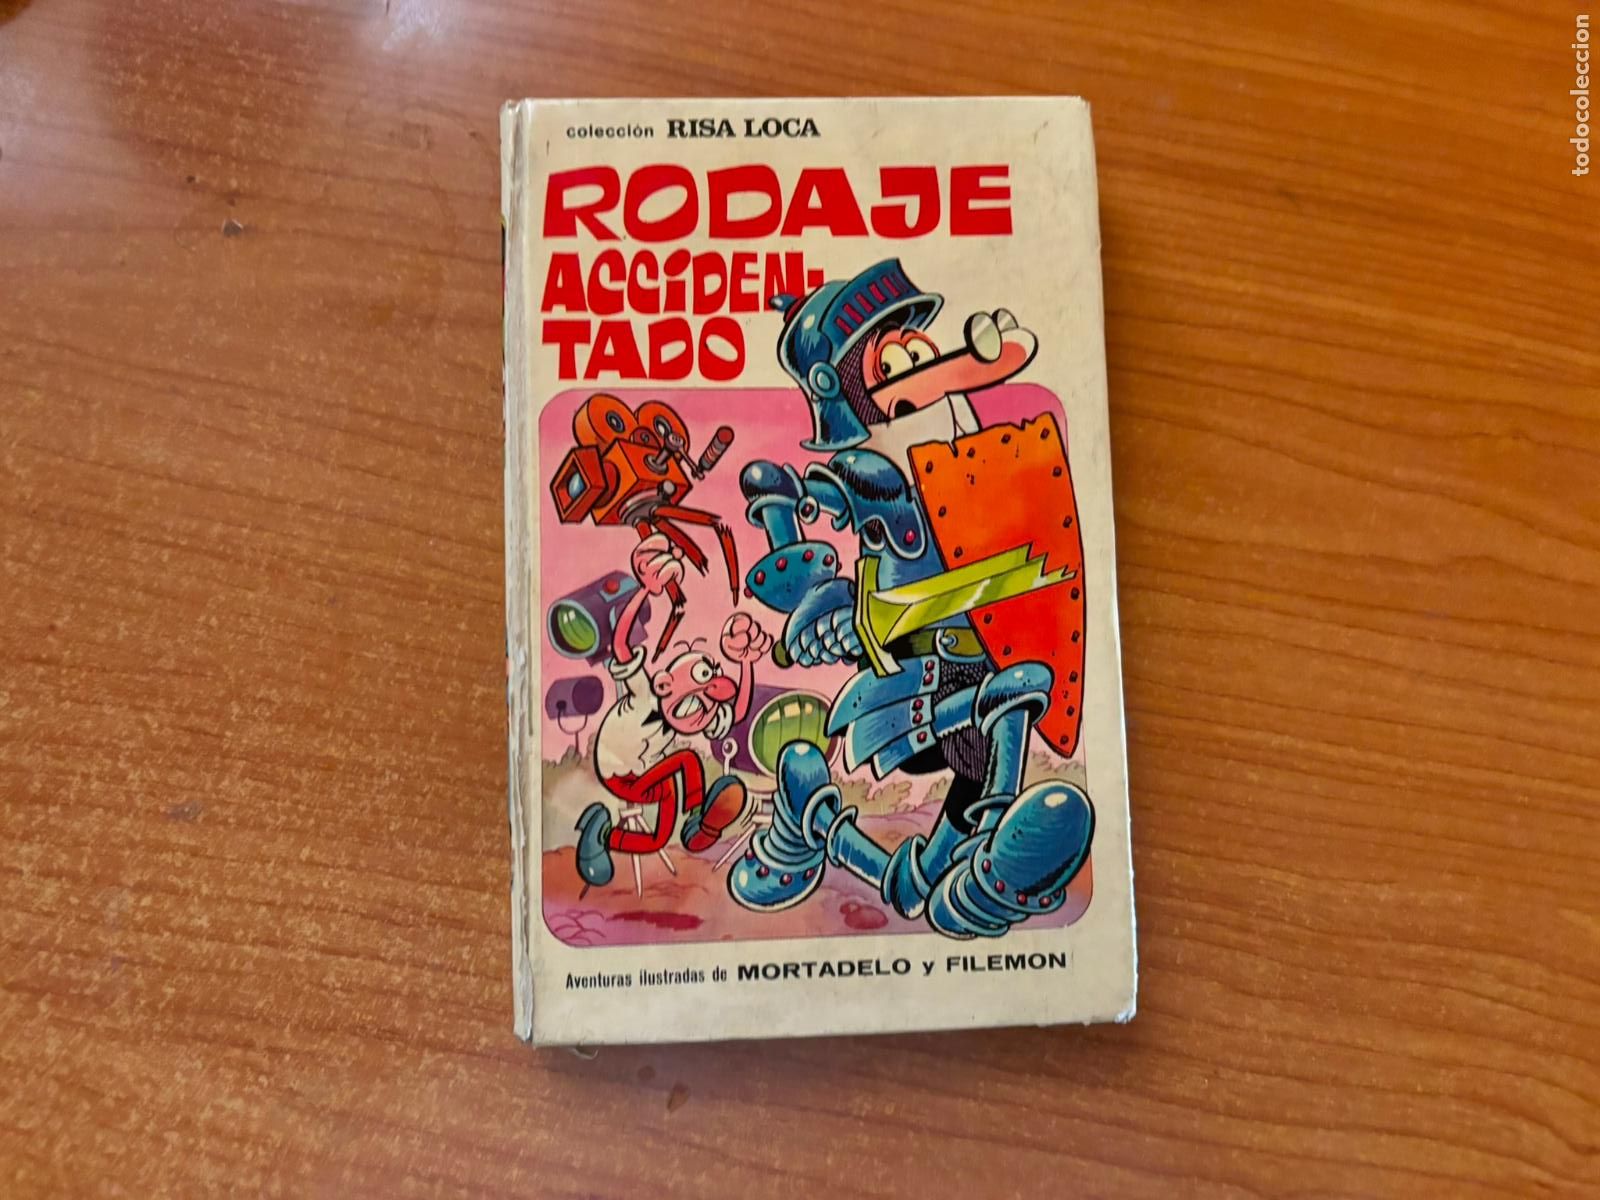 colección RISA LOCA
RODAJE
ACCIDEN-
TADO
Aventuras ilustradas de MORTADELO y FILEMON
todocoleccion